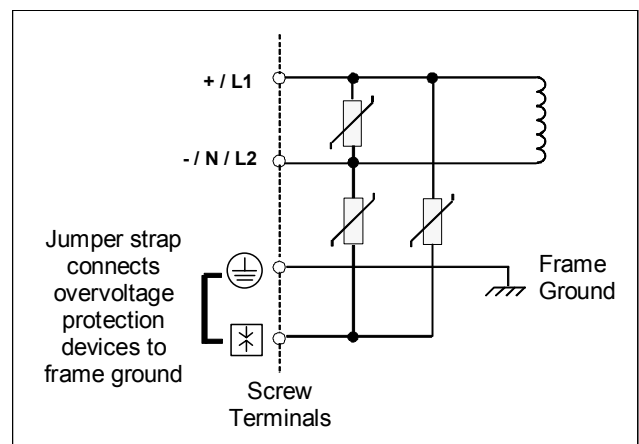 + / L1
- / N / L2
Jumper strap
connects
overvoltage
protection
devices to
frame ground
Frame
Ground
Screw
Terminals